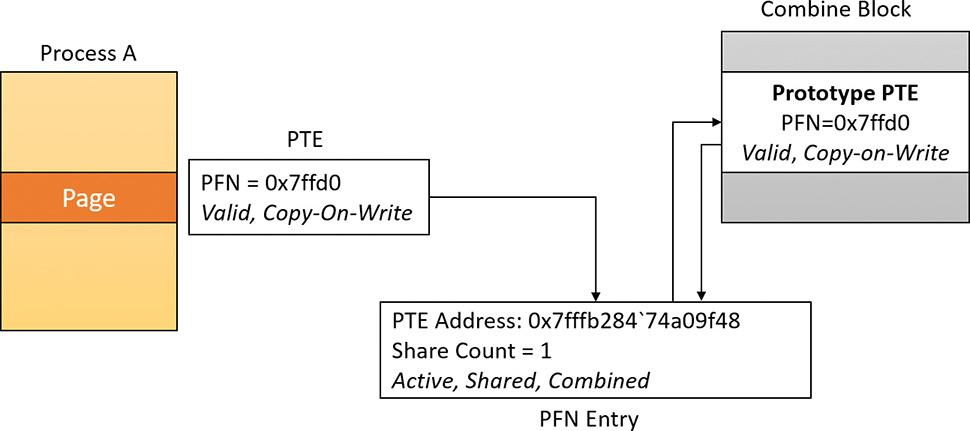 Combine Block
Process A
Prototype PTE
PFN=0x7ffd0
Valid, Copy-on-Write
PTE
PFN = 0x7ffd0
Valid, Copy-On-Write
Page
PTE Address: 0x7fffb284`74a09f48
Share Count = 1
Active, Shared, Combined
PFN Entry